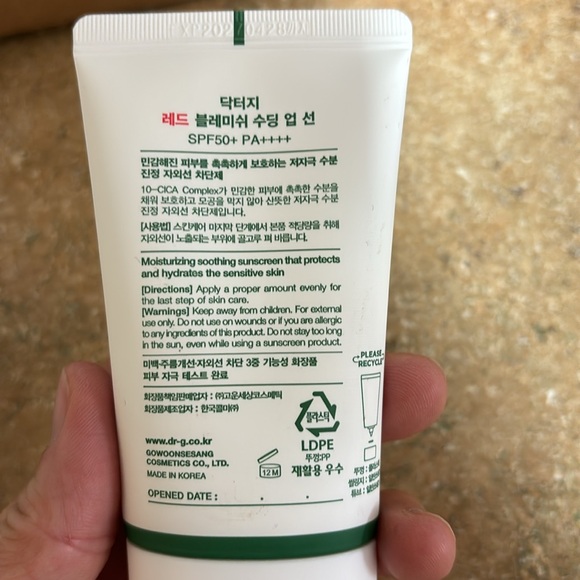 닥터지
레드 블레미쉬 수딩 업 선
SPF50+ PA++++
민감해진 피부를 촉촉하게 보호하는 저자극 수분
진정 자외선 차단제
10-CICA Complex가 민감한 피부에 촉촉한 수분을
채워 보호하고 모공을 막지 않아 산뜻한 저자극 수분
진정 자외선 차단제입니다.
[사용법] 스킨케어 마지막 단계에서 본품 적당량을 취해
자외선이 노출되는 부위에 골고루 펴 바릅니다.
Moisturizing soothing sunscreen that protects
and hydrates the sensitive skin
[Directions] Apply a proper amount evenly for
the last step of skin care.
[Warnings] Keep away from children. For external
use only. Do not use on wounds or if you are allergic
to any ingredients of this product. Do not stay too long
in the sun, even while using a sunscreen product.
미백·주름개선·자외선 차단 3중 기능성 화장품
피부 자극 테스트 완료
화장품책임판매업자 : ㈜고운세상코스메틱
화장품제조업자 : 한국콜마㈜
www.dr-g.co.kr
GOWOONSESANG
COSMETICS CO., LTD.
MADE IN KOREA
12M
플라스틱
LDPE
뚜껑:PP
재활용 우수
OPENED DATE : . .
PLEASE
RECYCLE
뚜껑 :
씰링지 :
튜브 :